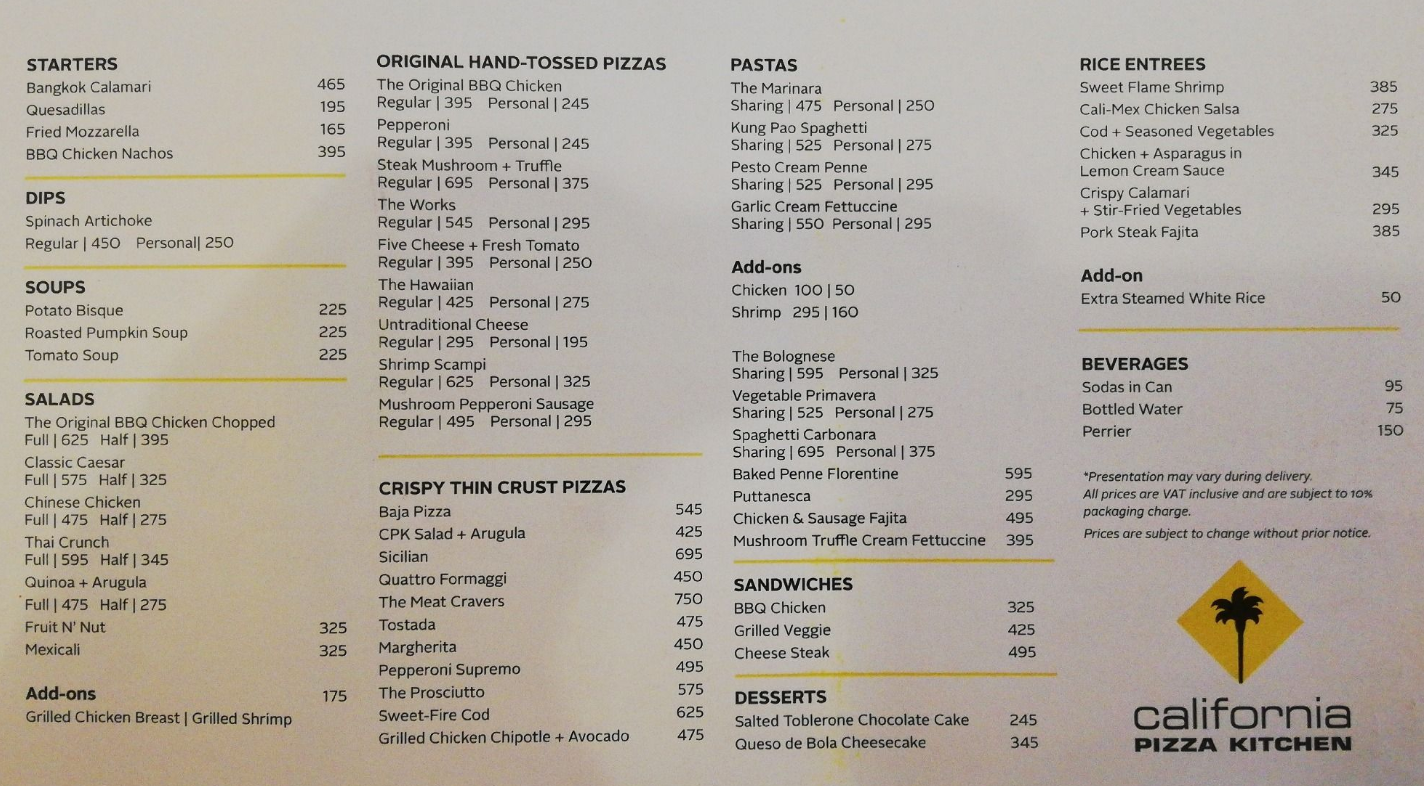 STARTERS
Bangkok Calamari 465
Quesadillas 195
Fried Mozzarella 165
BBQ Chicken Nachos 395
DIPS
Spinach Artichoke
Regular | 450 Personal| 250
SOUPS
Potato Bisque 225
Roasted Pumpkin Soup 225
Tomato Soup 225
SALADS
The Original BBQ Chicken Chopped
Full | 625 Half | 395
Classic Caesar
Full | 575 Half | 325
Chinese Chicken
Full | 475 Half | 275
Thai Crunch
Full | 595 Half | 345
Quinoa + Arugula
Full | 475 Half | 275
Fruit N' Nut 325
Mexicali 325
Add-ons 175
Grilled Chicken Breast | Grilled Shrimp
ORIGINAL HAND-TOSSED PIZZAS
The Original BBQ Chicken
Regular | 395 Personal | 245
Pepperoni
Regular | 395 Personal | 245
Steak Mushroom + Truffle
Regular | 695 Personal | 375
The Works
Regular | 545 Personal | 295
Five Cheese + Fresh Tomato
Regular | 395 Personal | 250
The Hawaiian
Regular | 425 Personal | 275
Untraditional Cheese
Regular | 295 Personal | 195
Shrimp Scampi
Regular | 625 Personal | 325
Mushroom Pepperoni Sausage
Regular | 495 Personal | 295
CRISPY THIN CRUST PIZZAS
Baja Pizza 545
CPK Salad + Arugula 425
Sicilian 695
Quattro Formaggi 450
The Meat Cravers 750
Tostada 475
Margherita 450
Pepperoni Supremo 495
The Prosciutto 575
Sweet-Fire Cod 625
Grilled Chicken Chipotle + Avocado 475
PASTAS
The Marinara
Sharing | 475 Personal | 250
Kung Pao Spaghetti
Sharing | 525 Personal | 275
Pesto Cream Penne
Sharing | 525 Personal | 295
Garlic Cream Fettuccine
Sharing | 550 Personal | 295
Add-ons
Chicken 100 | 50
Shrimp 295 | 160
The Bolognese
Sharing | 595 Personal | 325
Vegetable Primavera
Sharing | 525 Personal | 275
Spaghetti Carbonara
Sharing | 695 Personal | 375
Baked Penne Florentine 595
Puttanesca 295
Chicken & Sausage Fajita 495
Mushroom Truffle Cream Fettuccine 395
SANDWICHES
BBQ Chicken 325
Grilled Veggie 425
Cheese Steak 495
DESSERTS
Salted Toblerone Chocolate Cake 245
Queso de Bola Cheesecake 345
RICE ENTREES
Sweet Flame Shrimp 385
Cali-Mex Chicken Salsa 275
Cod + Seasoned Vegetables 325
Chicken + Asparagus in
Lemon Cream Sauce 345
Crispy Calamari
+ Stir-Fried Vegetables 295
Pork Steak Fajita 385
Add-on
Extra Steamed White Rice 50
BEVERAGES
Sodas in Can 95
Bottled Water 75
Perrier 150
*Presentation may vary during delivery.
All prices are VAT inclusive and are subject to 10%
packaging charge.
Prices are subject to change without prior notice.
california
PIZZA KITCHEN